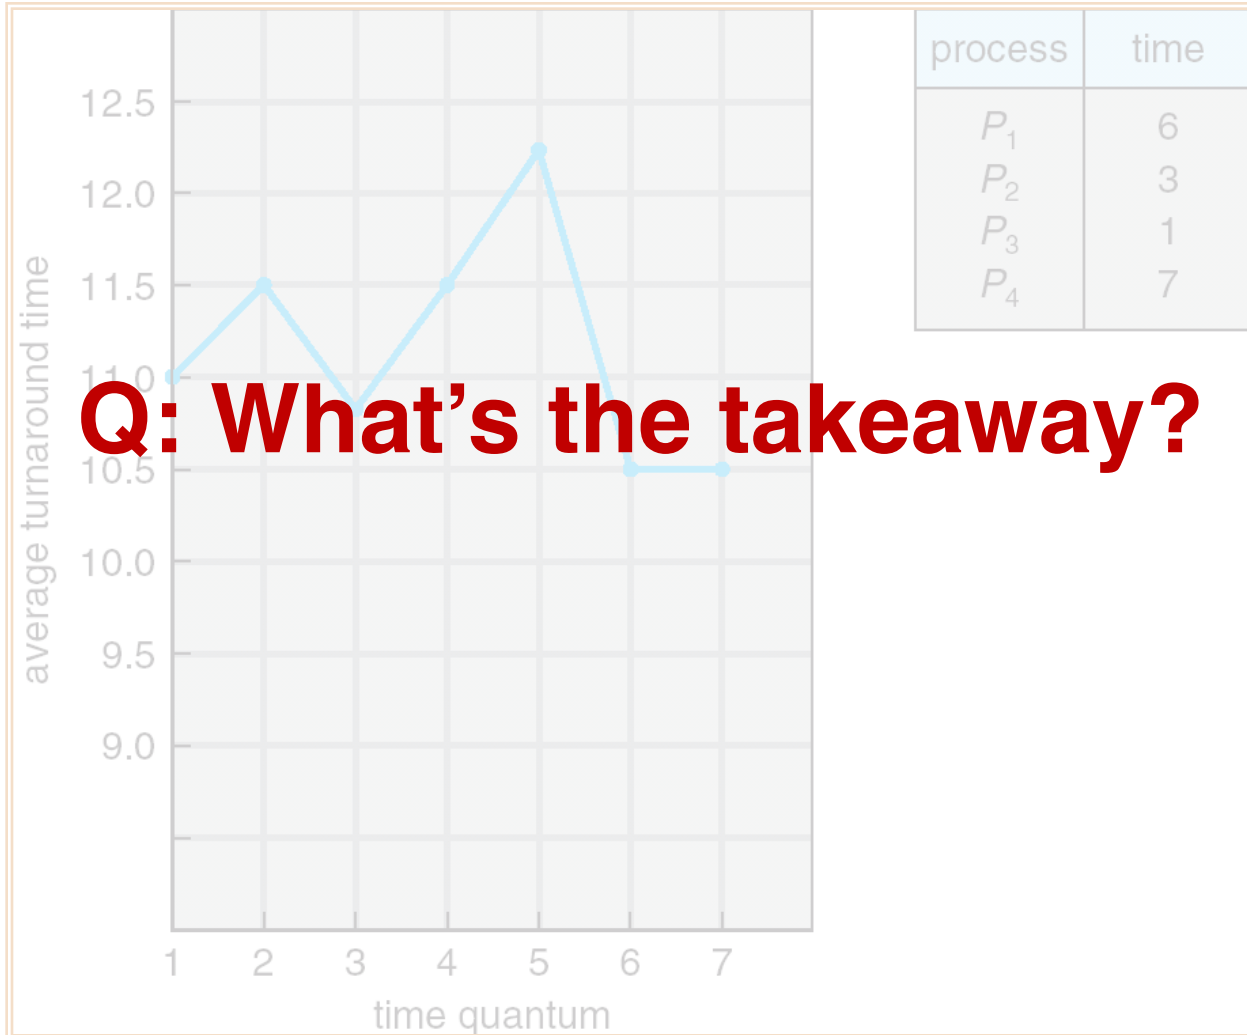 process time
12.5
P1 6
P2 3
12.0
P3 1
11.5
P4 7
average turnaround time
11.0
Q: What’s the takeaway?
10.5
10.0
9.5
9.0
1 2 3 4 5 6 7
time quantum